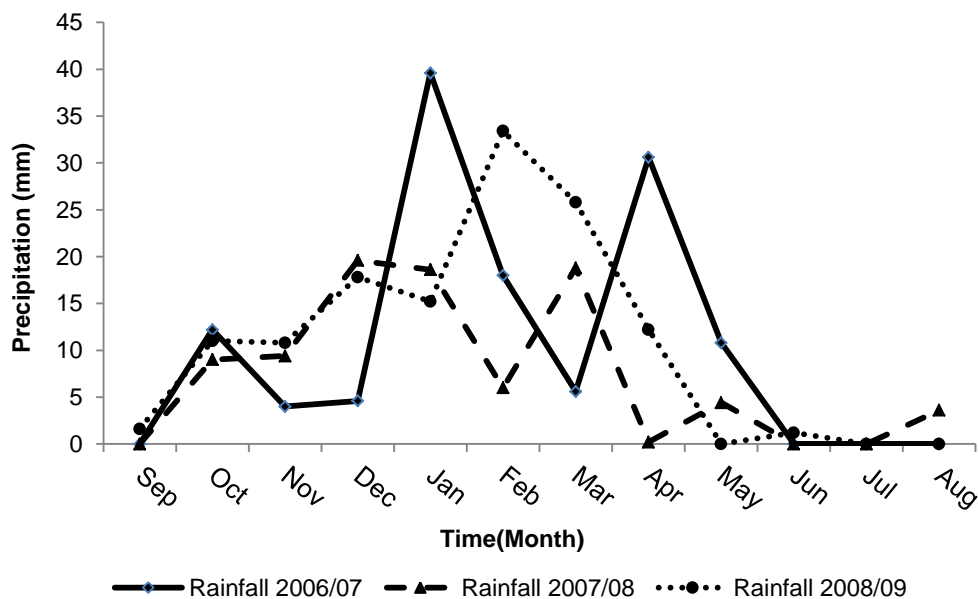 45
40
35
30
25
20
15
10
5
0
Precipitation (mm)
Sep Oct Nov Dec Jan Feb Mar Apr May Jun Jul Aug
Time(Month)
Rainfall 2006/07 Rainfall 2007/08 Rainfall 2008/09